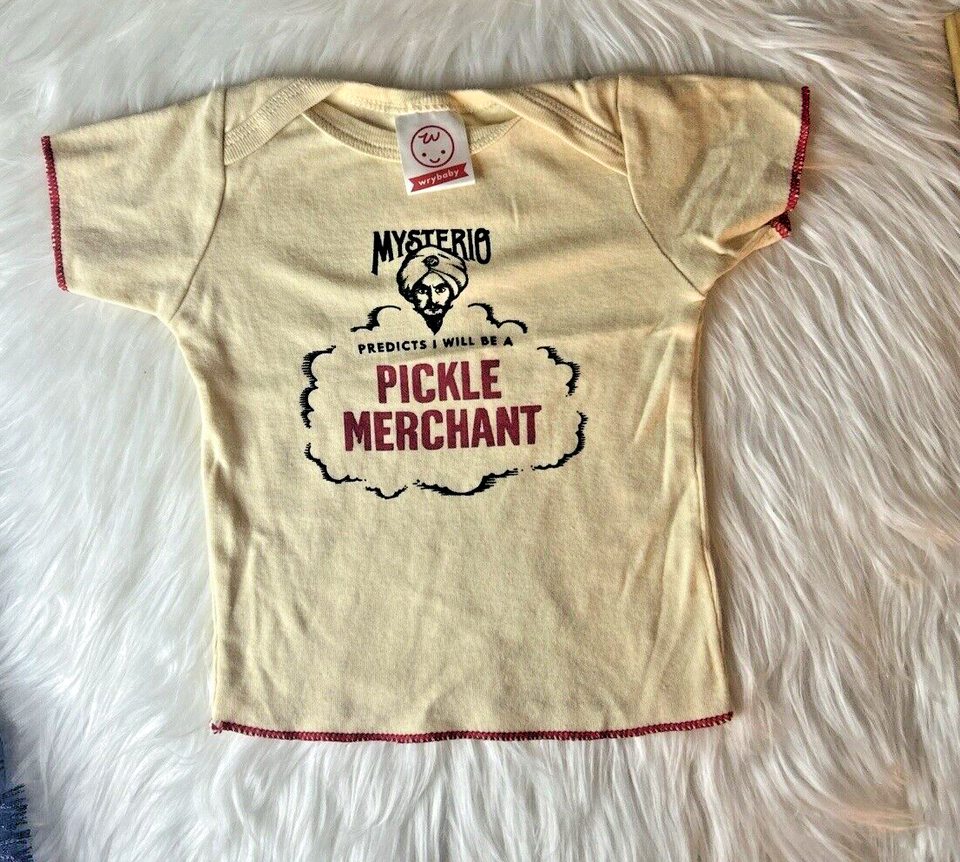 w
wrybaby
MYSTERIO
PREDICTS I WILL BE A
PICKLE
MERCHANT